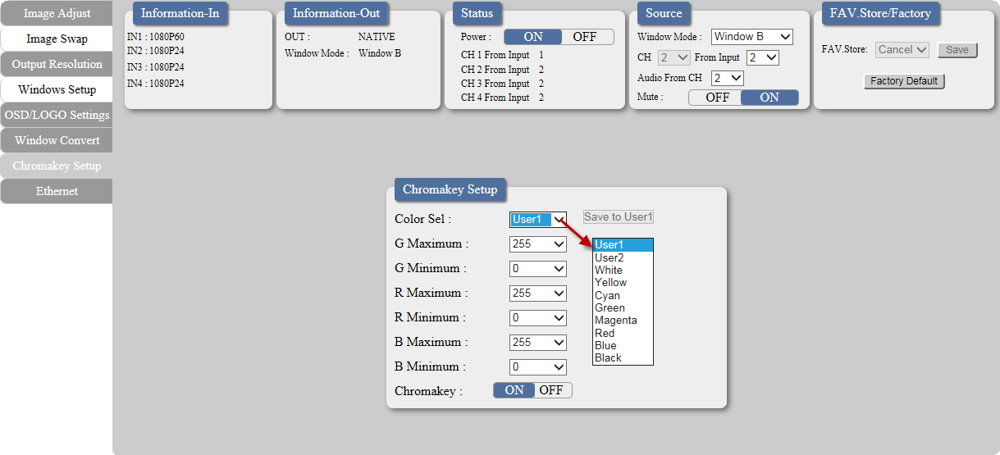 Image Adjust
Image Swap
Output Resolution
Windows Setup
OSD/LOGO Settings
Window Convert
Chromakey Setup
Ethernet
Information-In
IN1 : 1080P60
IN2 : 1080P24
IN3 : 1080P24
IN4 : 1080P24
Information-Out
OUT : NATIVE
Window Mode : Window B
Status
Power : ON OFF
CH 1 From Input 1
CH 2 From Input 2
CH 3 From Input 2
CH 4 From Input 2
Source
Window Mode : Window B
CH 2 From Input 2
Audio From CH 2
Mute : OFF ON
FAV.Store/Factory
FAV.Store: Cancel Save
Factory Default
Chromakey Setup
Color Sel : User1 Save to User1
G Maximum : 255
G Minimum : 0
R Maximum : 255
R Minimum : 0
B Maximum : 255
B Minimum : 0
Chromakey : ON OFF
User1
User2
White
Yellow
Cyan
Green
Magenta
Red
Blue
Black